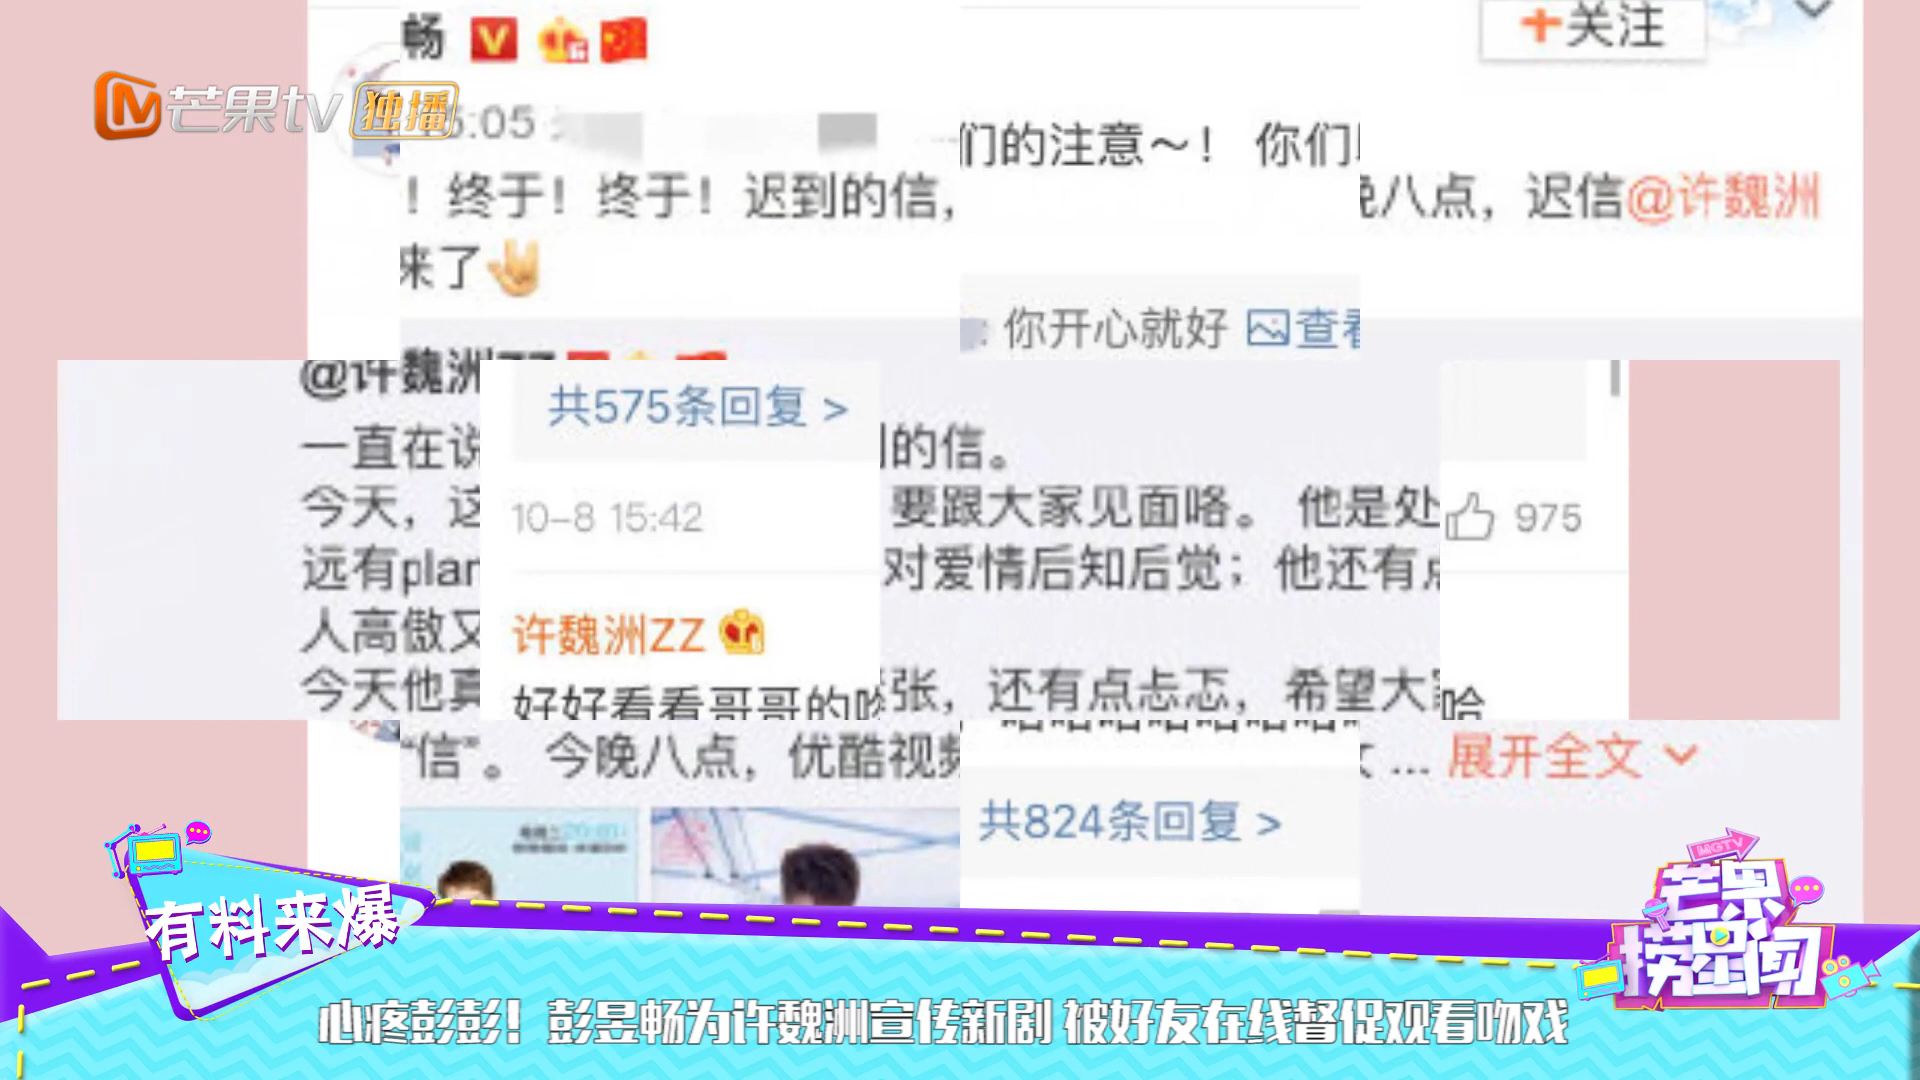 畅
+关注
芒果tv 独播
5:05
们的注意～！ 你们
！终于！终于！迟到的信，
八点，迟信@许魏洲
来了
你开心就好 查看
@许魏洲ZZ
共575条回复 >
一直在说
的信。
今天，这
要跟大家见面咯。 他是处
10-8 15:42
975
远有plan
对爱情后知后觉；他还有点
人高傲又
许魏洲ZZ
今天他真
张，还有点忐忑，希望大家
好好看看哥哥的吻
哈
“信”。 今晚八点，优酷视频
... 展开全文
共824条回复 >
MGTV
有料来爆
芒果
捞星闻
心疼彭彭！彭昱畅为许魏洲宣传新剧 被好友在线督促观看吻戏